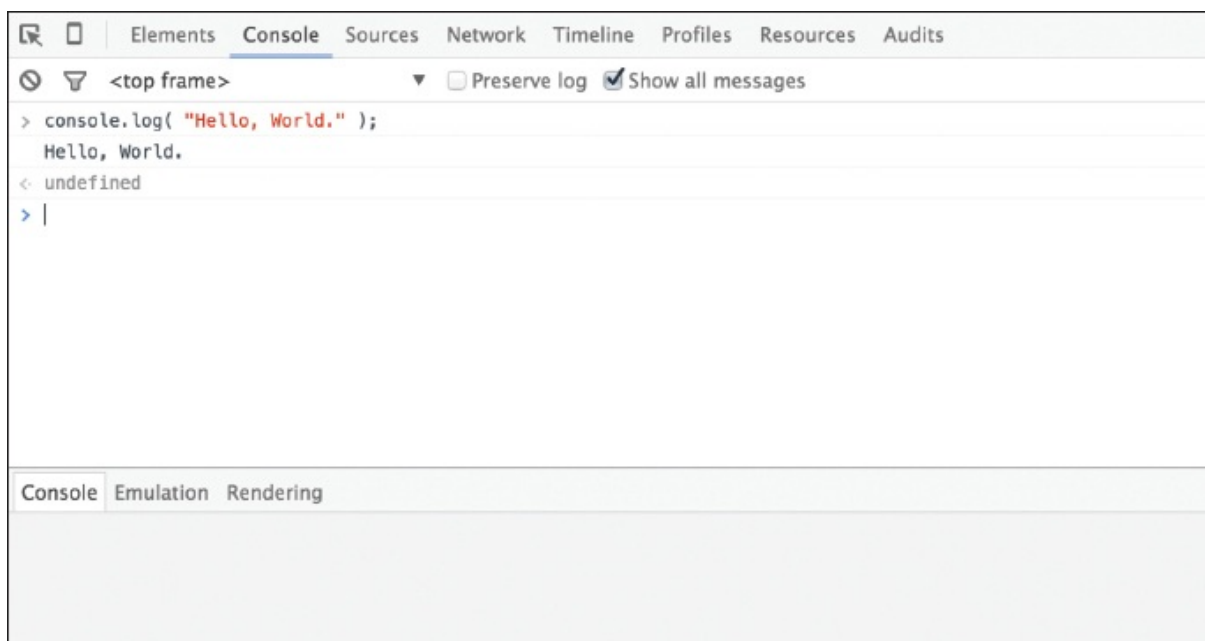 Elements Console Sources Network Timeline Profiles Resources Audits
<top frame> ▼ Preserve log Show all messages
> console.log( "Hello, World." );
Hello, World.
< undefined
>
Console Emulation Rendering